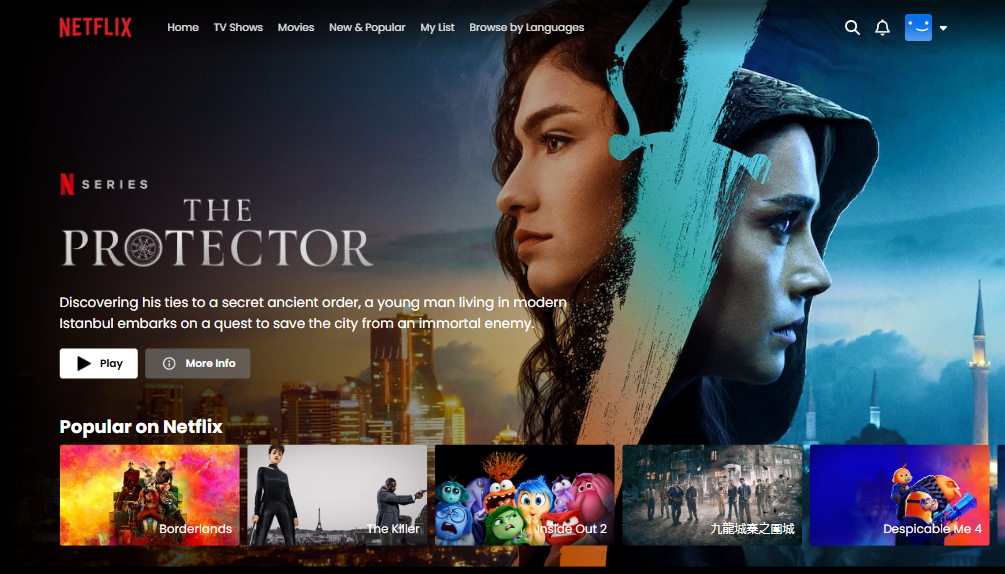 NETFLIX
Home TV Shows Movies New & Popular My List Browse by Languages
N SERIES
THE
PROTECTOR
Discovering his ties to a secret ancient order, a young man living in modern
Istanbul embarks on a quest to save the city from an immortal enemy.
Play More Info
Popular on Netflix
Borderlands
The Killer
Inside Out 2
九龍城寨之圍城
Despicable Me 4